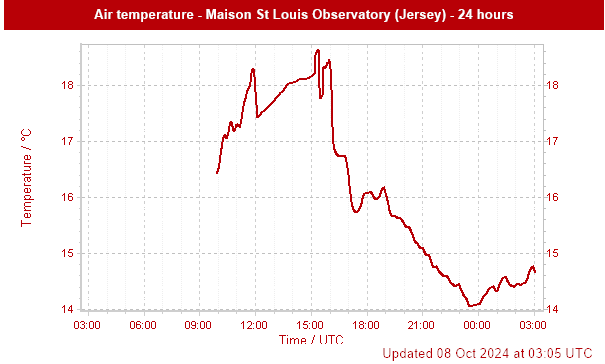 Air temperature - Maison St Louis Observatory (Jersey) - 24 hours
18 18
17 17
16 16
15 15
14 14
Temperature / °C
03:00 06:00 09:00 12:00 15:00 18:00 21:00 00:00 03:00
Time / UTC
Updated 08 Oct 2024 at 03:05 UTC